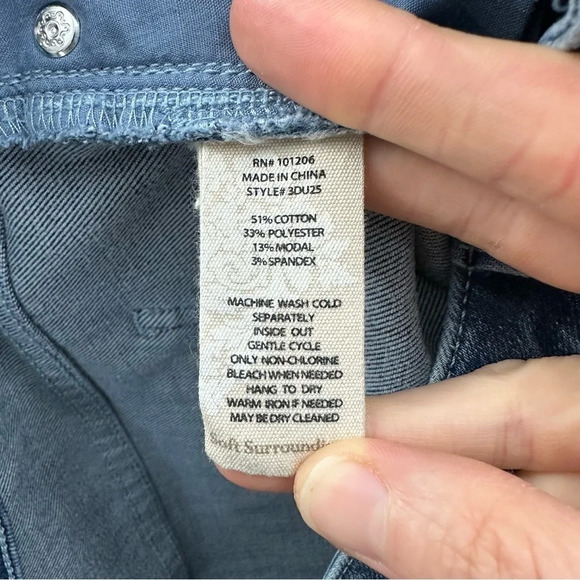 RN# 101206
MADE IN CHINA
STYLE# 3DU25
51% COTTON
33% POLYESTER
13% MODAL
3% SPANDEX
MACHINE WASH COLD
SEPARATELY
INSIDE OUT
GENTLE CYCLE
ONLY NON-CHLORINE
BLEACH WHEN NEEDED
HANG TO DRY
WARM IRON IF NEEDED
MAY BE DRY CLEANED
Soft